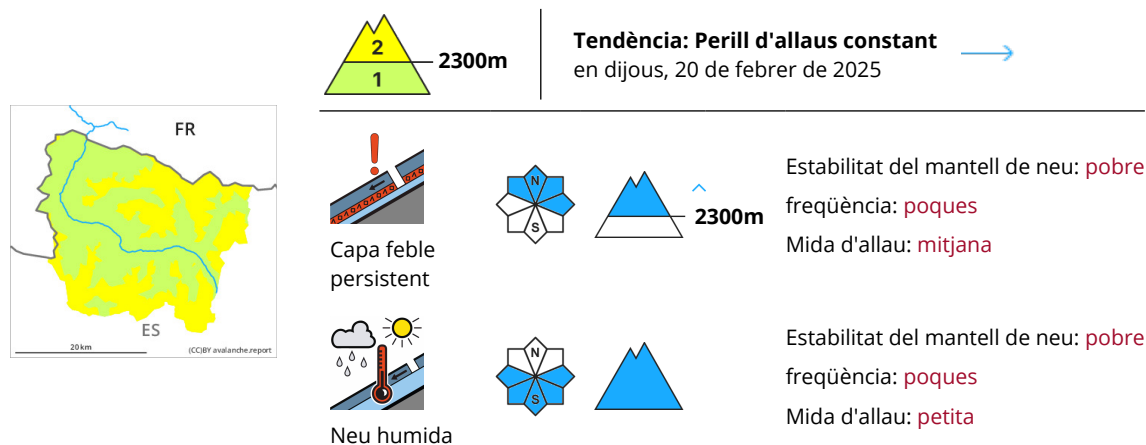 2
1
2300m
Tendència: Perill d'allaus constant
en dijous, 20 de febrer de 2025
FR
ES
20 km
(CC)BY avalanche.report
N
S
2300m
Capa feble
persistent
Estabilitat del mantell de neu: pobre
freqüència: poques
Mida d'allau: mitjana
N
S
Neu humida
Estabilitat del mantell de neu: pobre
freqüència: poques
Mida d'allau: petita